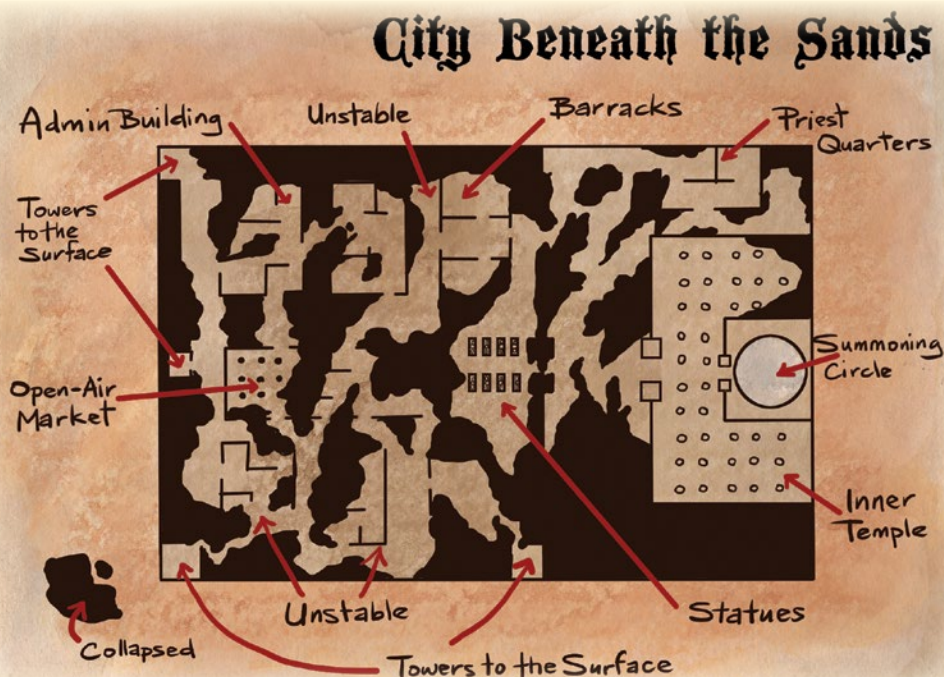 City Beneath the Sands
Admin Building
Unstable
Barracks
Priest
Quarters
Towers
to the
Surface
Open-Air
Market
Summoning
Circle
Inner
Temple
Unstable
Statues
Collapsed
Towers to the Surface